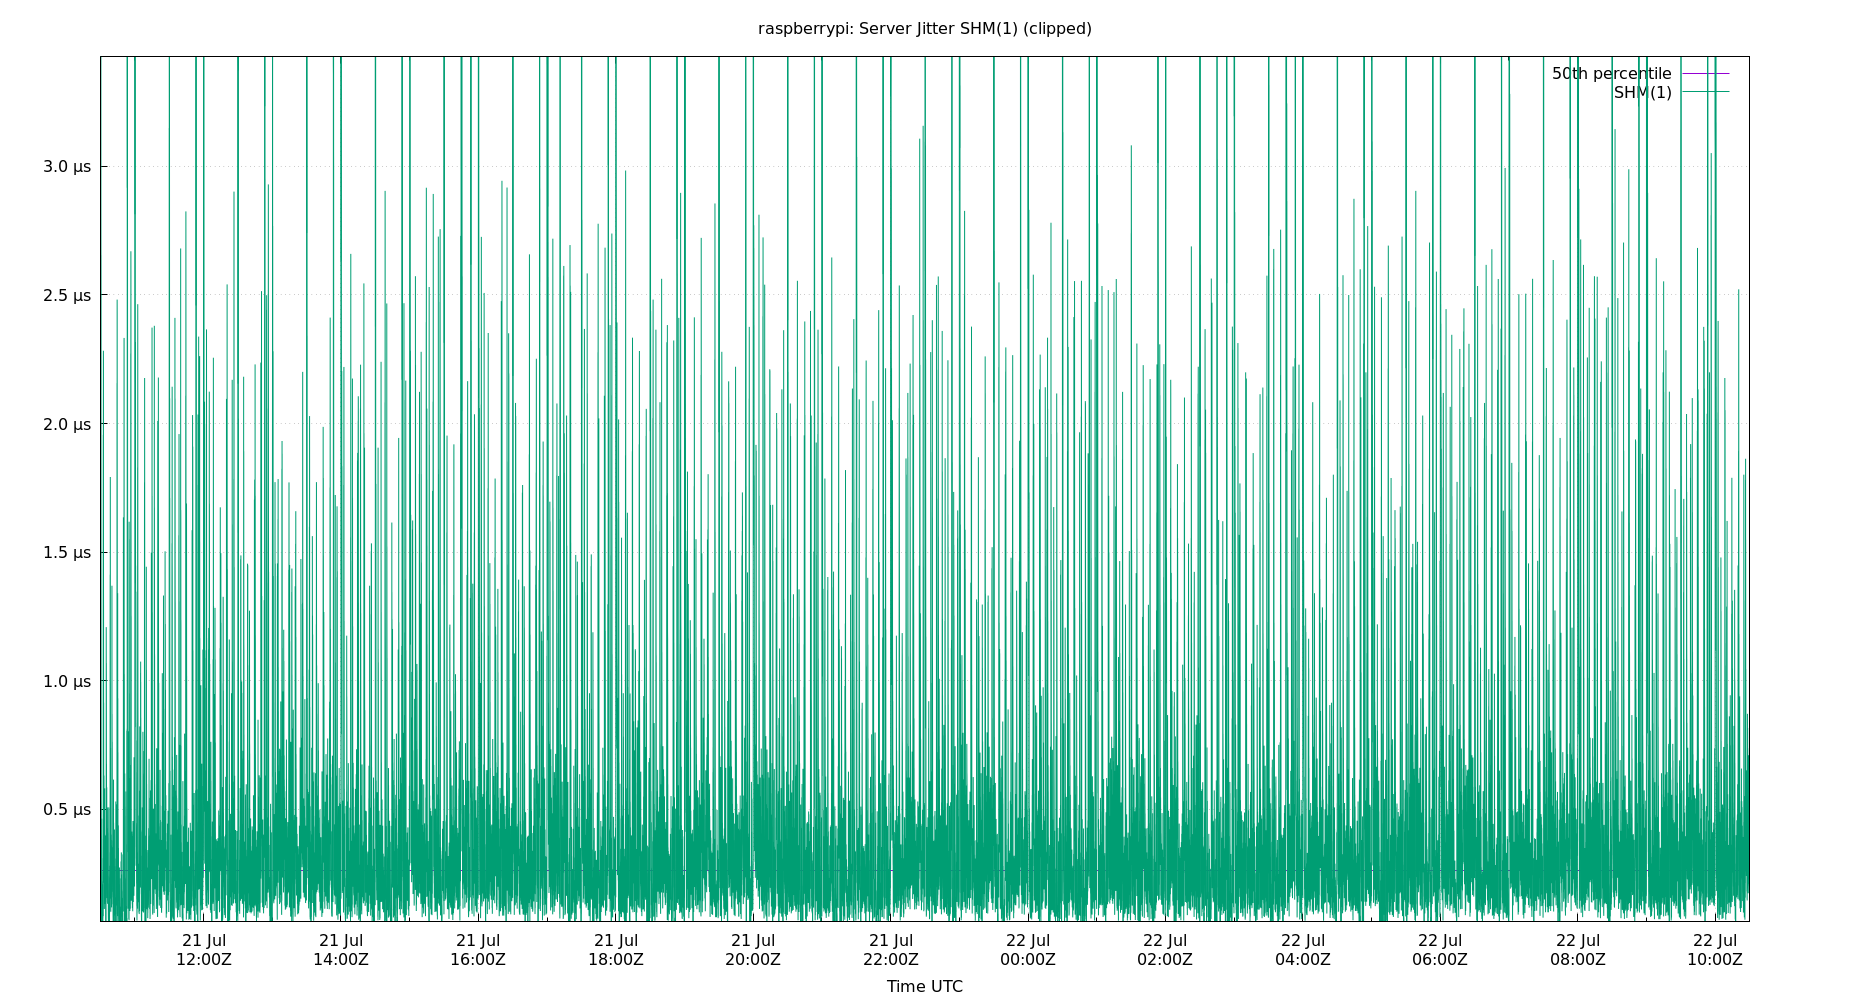 raspberrypi: Server Jitter SHM(1) (clipped)
50th percentile
SHM(1)
3.0 µs
2.5 µs
2.0 µs
1.5 µs
1.0 µs
0.5 µs
21 Jul 21 Jul 21 Jul 21 Jul 21 Jul 21 Jul 22 Jul 22 Jul 22 Jul 22 Jul 22 Jul 22 Jul
12:00Z 14:00Z 16:00Z 18:00Z 20:00Z 22:00Z 00:00Z 02:00Z 04:00Z 06:00Z 08:00Z 10:00Z
Time UTC